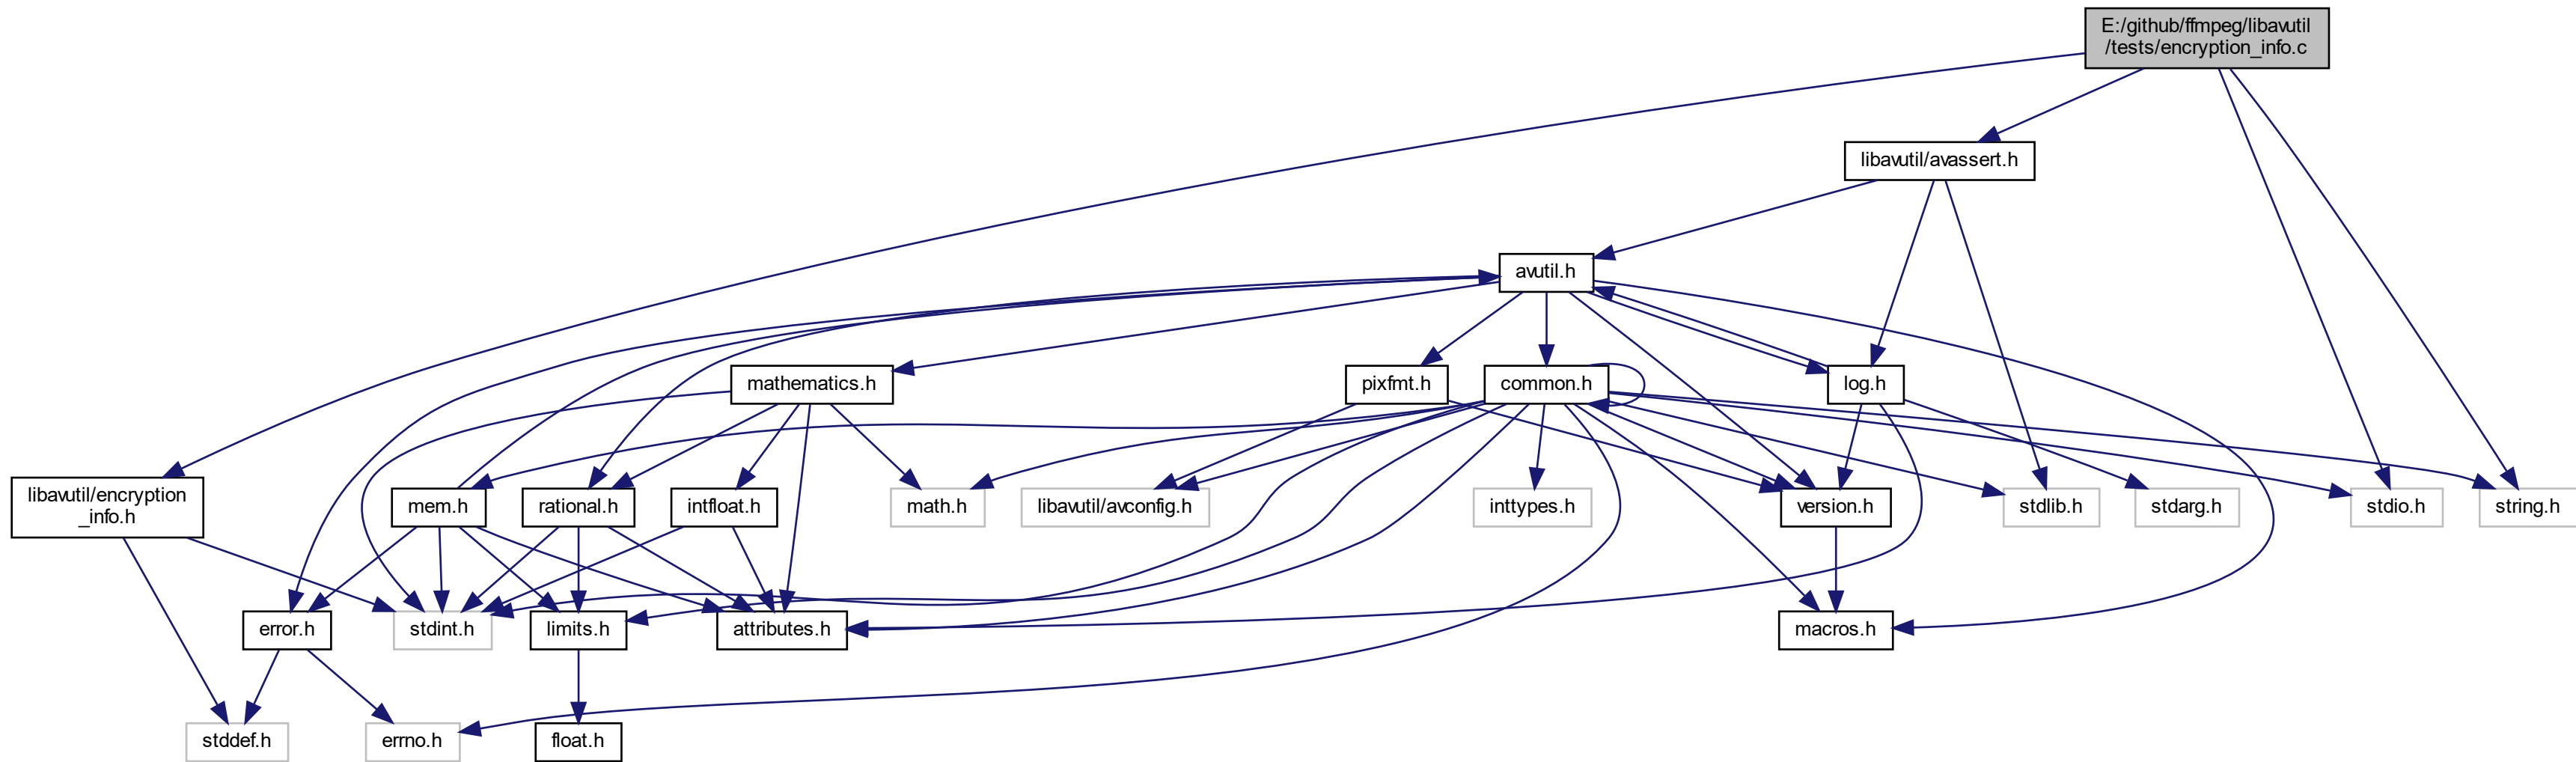 E:/github/ffmpeg/libavutil
/tests/encryption_info.c
libavutil/avassert.h
avutil.h
mathematics.h
pixfmt.h
common.h
log.h
libavutil/encryption
_info.h
mem.h
rational.h
intfloat.h
math.h
libavutil/avconfig.h
inttypes.h
version.h
stdlib.h
stdarg.h
stdio.h
string.h
error.h
stdint.h
limits.h
attributes.h
macros.h
stddef.h
errno.h
float.h